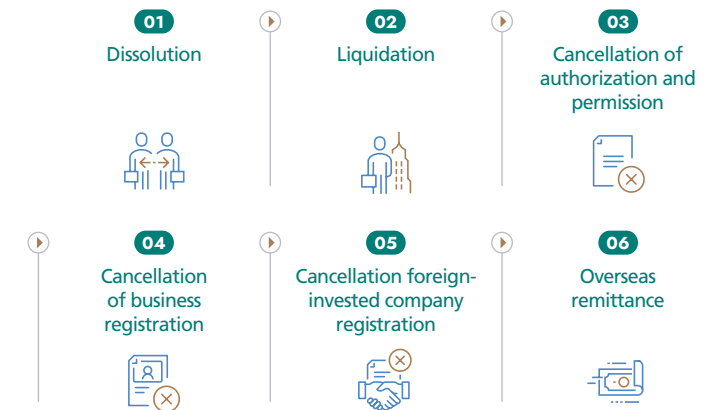 01
Dissolution
02
Liquidation
03
Cancellation of
authorization and
permission
04
Cancellation
of business
registration
05
Cancellation foreign-
invested company
registration
06
Overseas
remittance